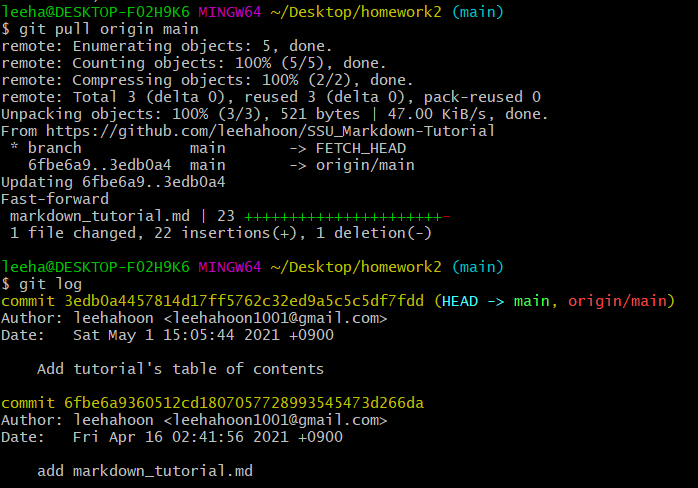 leeha@DESKTOP-F02H9K6 MINGW64 ~/Desktop/homework2 (main)
$ git pull origin main
remote: Enumerating objects: 5, done.
remote: Counting objects: 100% (5/5), done.
remote: Compressing objects: 100% (2/2), done.
remote: Total 3 (delta 0), reused 3 (delta 0), pack-reused 0
Unpacking objects: 100% (3/3), 521 bytes | 47.00 KiB/s, done.
From https://github.com/leehahoon/SSU_Markdown-Tutorial
 * branch            main       -> FETCH_HEAD
   6fbe6a9..3edb0a4  main       -> origin/main
Updating 6fbe6a9..3edb0a4
Fast-forward
 markdown_tutorial.md | 23 ++++++++++++++++++++++-
 1 file changed, 22 insertions(+), 1 deletion(-)
leeha@DESKTOP-F02H9K6 MINGW64 ~/Desktop/homework2 (main)
$ git log
commit 3edb0a4457814d17ff5762c32ed9a5c5c5df7fdd (HEAD -> main, origin/main)
Author: leehahoon <leehahoon1001@gmail.com>
Date:   Sat May 1 15:05:44 2021 +0900
    Add tutorial's table of contents
commit 6fbe6a9360512cd1807057728993545473d266da
Author: leehahoon <leehahoon1001@gmail.com>
Date:   Fri Apr 16 02:41:56 2021 +0900
    add markdown_tutorial.md